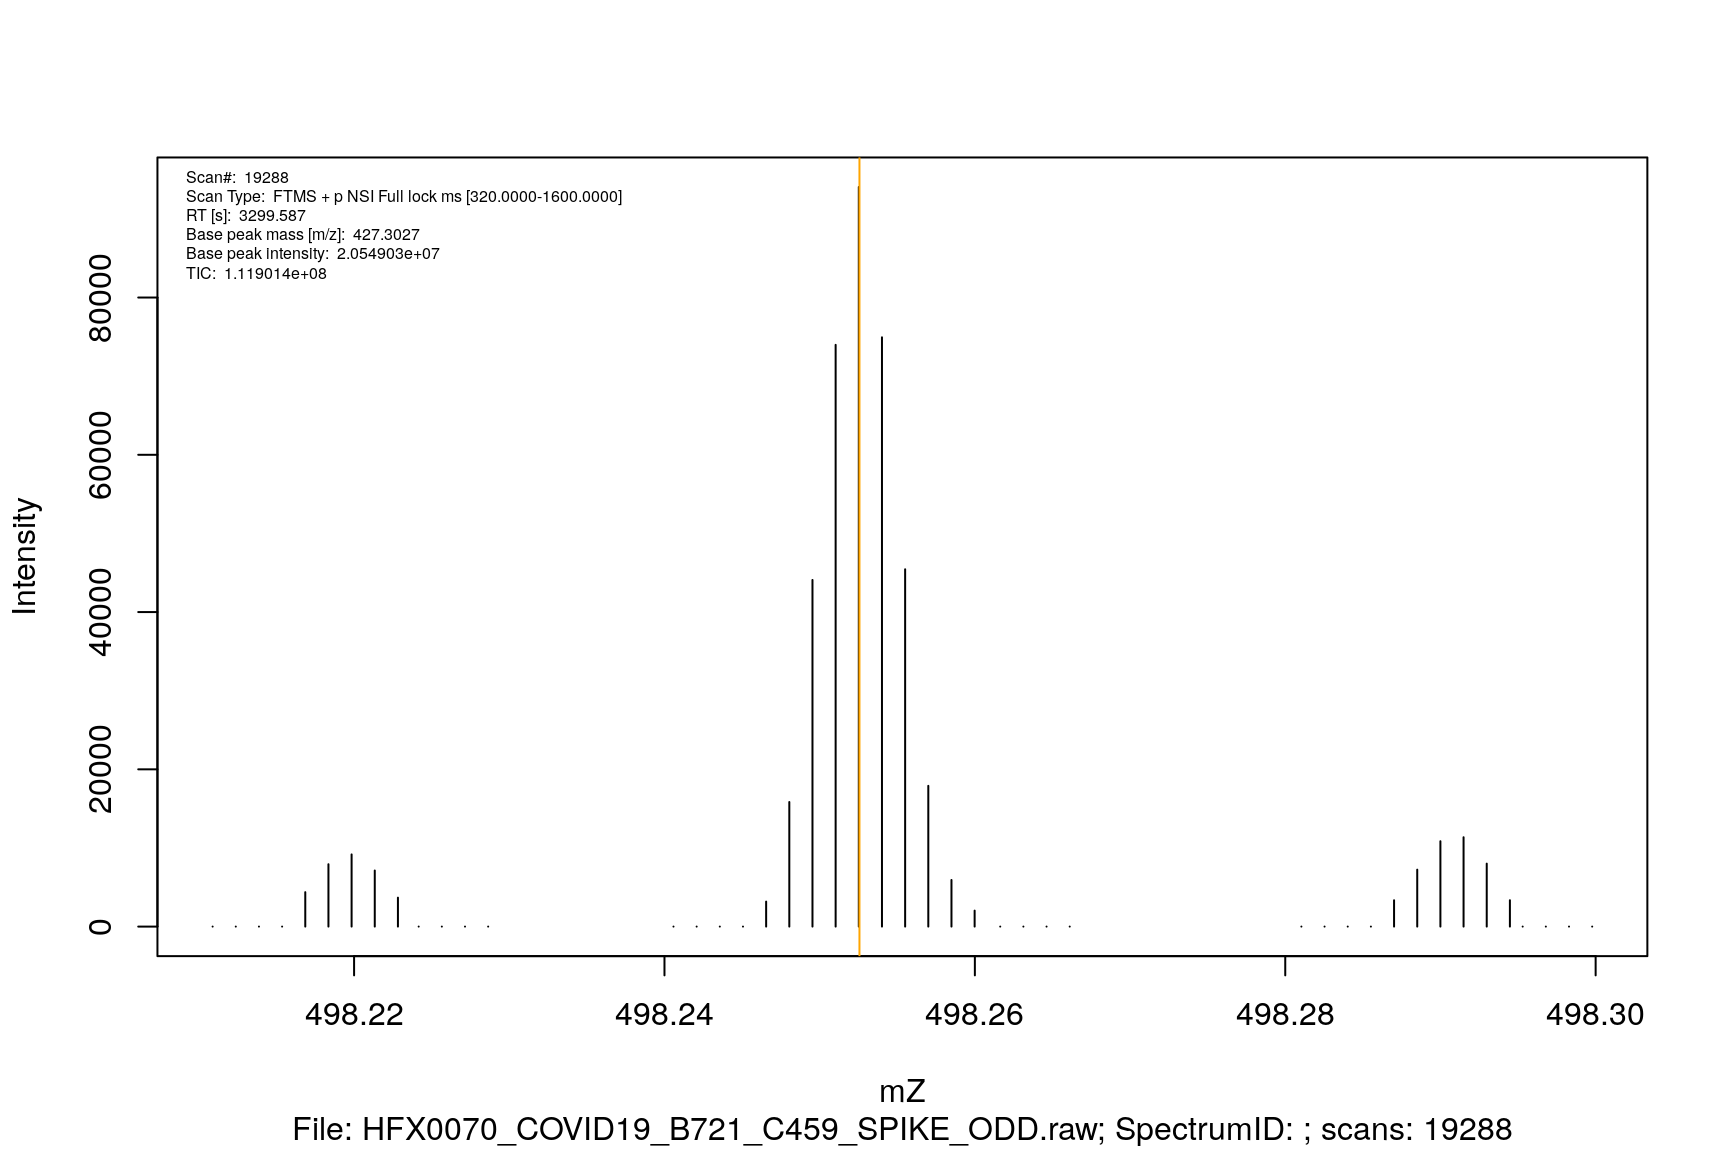 Scan#: 19288
Scan Type: FTMS + p NSI Full lock ms [320.0000-1600.0000]
RT [s]: 3299.587
Base peak mass [m/z]: 427.3027
Base peak intensity: 2.054903e+07
TIC: 1.119014e+08
Intensity
80000
60000
40000
20000
0
498.22 498.24 498.26 498.28 498.30
mZ
File: HFX0070_COVID19_B721_C459_SPIKE_ODD.raw; SpectrumID: ; scans: 19288